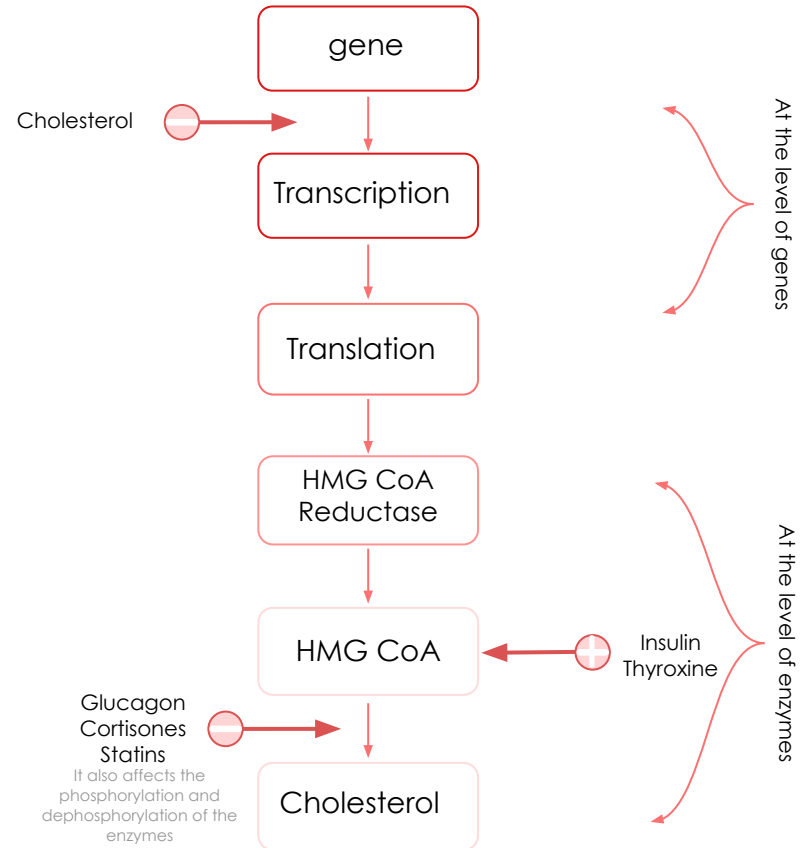 gene
Cholesterol
Transcription
At the level of genes
Translation
HMG CoA
Reductase
HMG CoA
Insulin
Thyroxine
At the level of enzymes
Glucagon
Cortisones
Statins
It also affects the
phosphorylation and
dephosphorylation of the
enzymes
Cholesterol